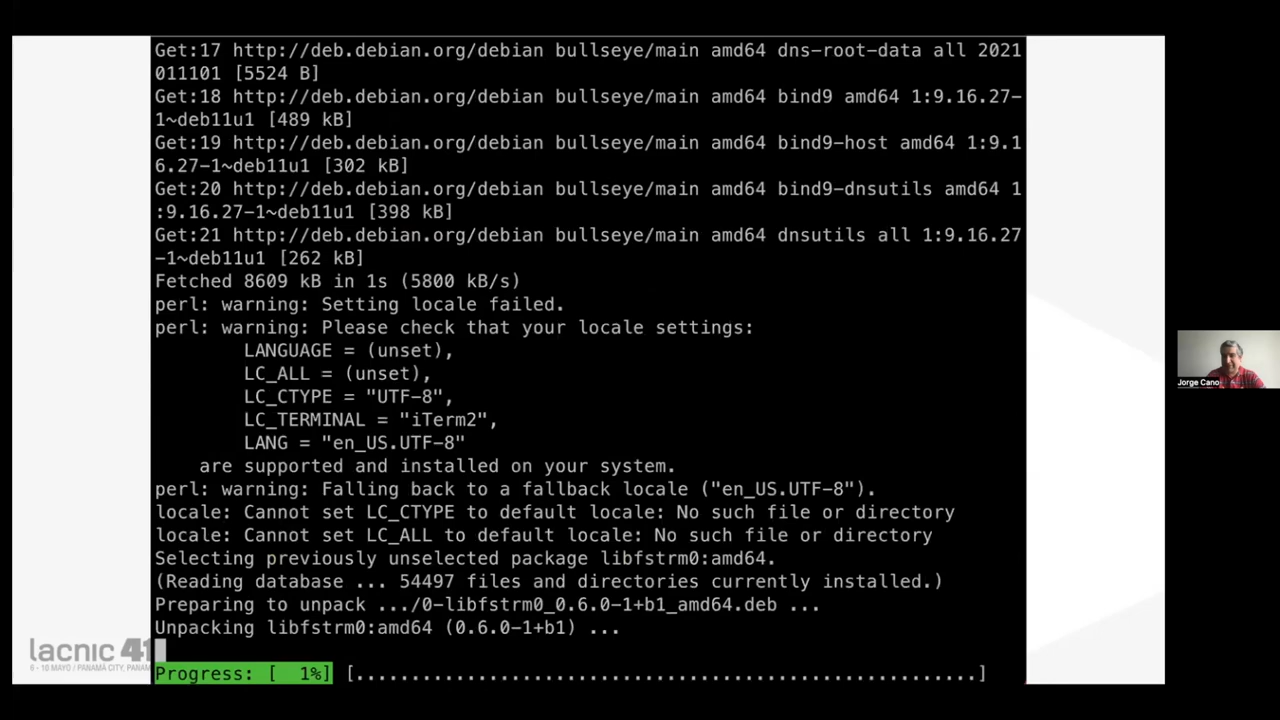 Get:17 http://deb.debian.org/debian bullseye/main amd64 dns-root-data all 2021
011101 [5524 B]
Get:18 http://deb.debian.org/debian bullseye/main amd64 bind9 amd64 1:9.16.27-
1~deb11u1 [489 kB]
Get:19 http://deb.debian.org/debian bullseye/main amd64 bind9-host amd64 1:9.1
6.27-1~deb11u1 [302 kB]
Get:20 http://deb.debian.org/debian bullseye/main amd64 bind9-dnsutils amd64 1
:9.16.27-1~deb11u1 [398 kB]
Get:21 http://deb.debian.org/debian bullseye/main amd64 dnsutils all 1:9.16.27
-1~deb11u1 [262 kB]
Fetched 8609 kB in 1s (5800 kB/s)
perl: warning: Setting locale failed.
perl: warning: Please check that your locale settings:
        LANGUAGE = (unset),
        LC_ALL = (unset),
        LC_CTYPE = "UTF-8",
        LC_TERMINAL = "iTerm2",
        LANG = "en_US.UTF-8"
    are supported and installed on your system.
perl: warning: Falling back to a fallback locale ("en_US.UTF-8").
locale: Cannot set LC_CTYPE to default locale: No such file or directory
locale: Cannot set LC_ALL to default locale: No such file or directory
Selecting previously unselected package libfstrm0:amd64.
(Reading database ... 54497 files and directories currently installed.)
Preparing to unpack .../0-libfstrm0_0.6.0-1+b1_amd64.deb ...
Unpacking libfstrm0:amd64 (0.6.0-1+b1) ...
Progress: [  1%] [........................................................]
lacnic 41
6 - 10 MAYO / PANAMÁ CITY, PANAM
Jorge Cano